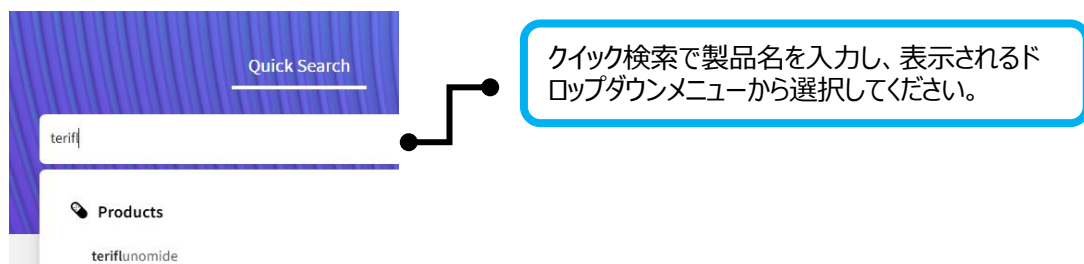 Quick Search
クイック検索で製品名を入力し、表示されるド
ロップダウンメニューから選択してください。
terifl
Products
teriflunomide